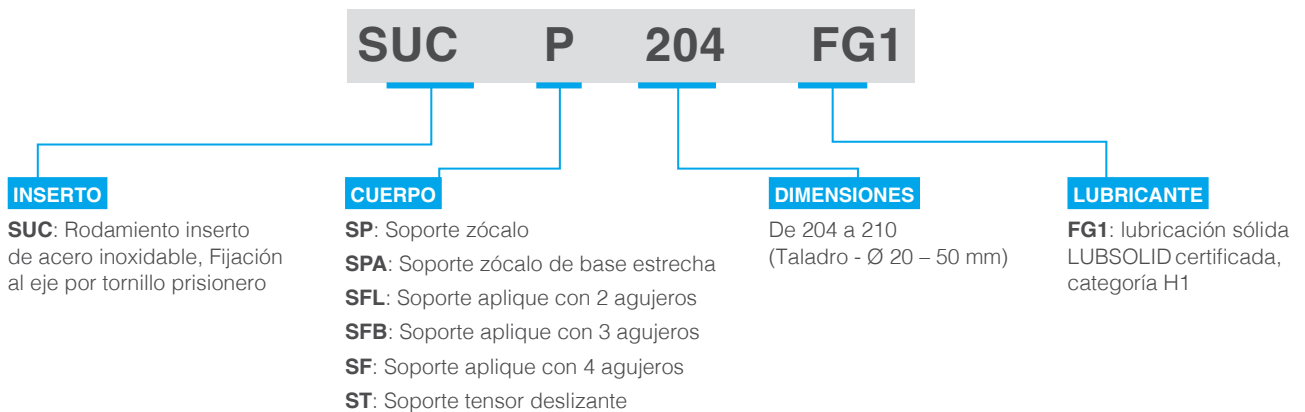 SUC P 204 FG1
INSERTO
SUC: Rodamiento inserto
de acero inoxidable, Fijación
al eje por tornillo prisionero
CUERPO
SP: Soporte zócalo
SPA: Soporte zócalo de base estrecha
SFL: Soporte aplique con 2 agujeros
SFB: Soporte aplique con 3 agujeros
SF: Soporte aplique con 4 agujeros
ST: Soporte tensor deslizante
DIMENSIONES
De 204 a 210
(Taladro - Ø 20 – 50 mm)
LUBRICANTE
FG1: lubricación sólida
LUBSOLID certificada,
categoría H1